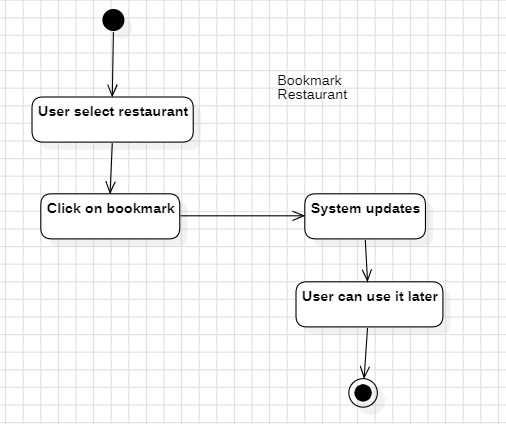 Bookmark
Restaurant
User select restaurant
Click on bookmark
System updates
User can use it later